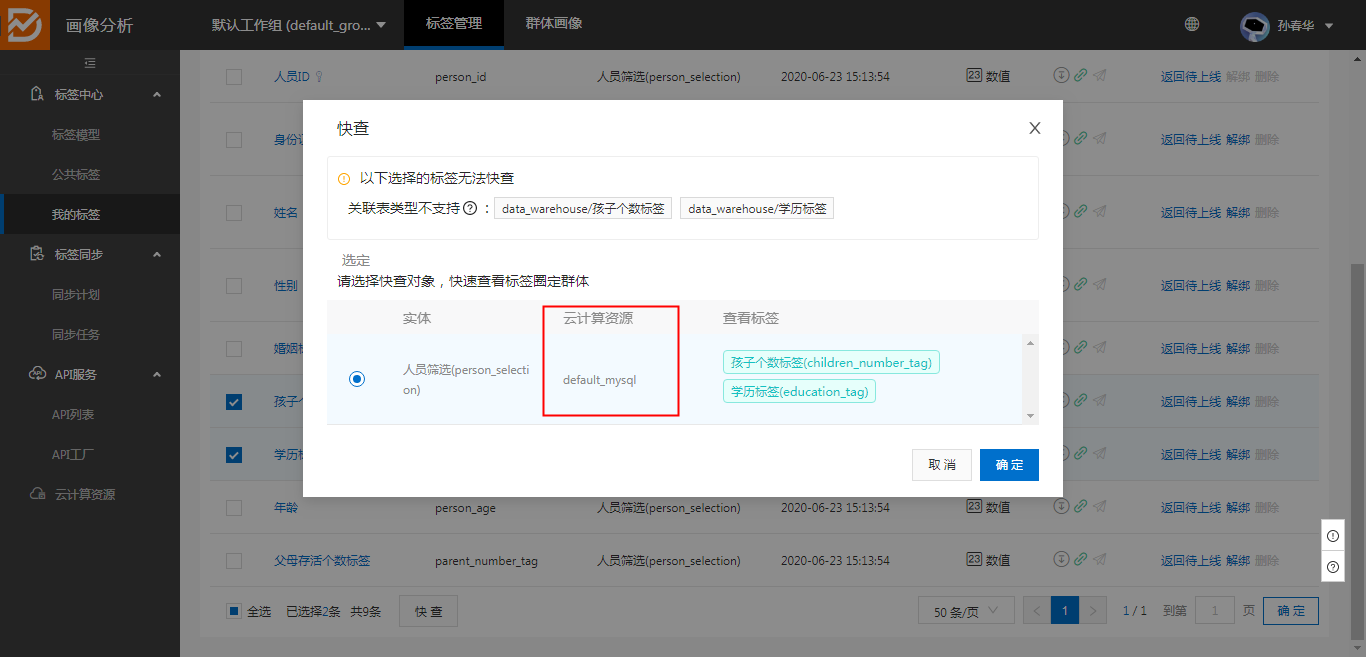 画像分析
默认工作组 (default_gro...
标签管理
群体画像
孙春华
标签中心
标签模型
公共标签
我的标签
标签同步
同步计划
同步任务
API服务
API列表
API工厂
云计算资源
人员ID person_id 人员筛选(person_selection) 2020-06-23 15:13:54 23 数值 返回待上线 解绑 删除
身份 返回待上线 解绑 删除
姓名 返回待上线 解绑 删除
性别 返回待上线 解绑 删除
婚姻 返回待上线 解绑 删除
孩子 返回待上线 解绑 删除
学历 返回待上线 解绑 删除
快查
以下选择的标签无法快查
关联表类型不支持 : data_warehouse/孩子个数标签 data_warehouse/学历标签
选定
请选择快查对象，快速查看标签圈定群体
实体 云计算资源 查看标签
人员筛选(person_selecti
on)
default_mysql
孩子个数标签(children_number_tag)
学历标签(education_tag)
取 消 确 定
年龄 person_age 人员筛选(person_selection) 2020-06-23 15:13:54 23 数值 返回待上线 解绑 删除
父母存活个数标签 parent_number_tag 人员筛选(person_selection) 2020-06-23 15:13:54 23 数值 返回待上线 解绑 删除
全选 已选择2条 共9条 快 查 50 条/页 < 1 > 1 / 1 到第 1 页 确 定